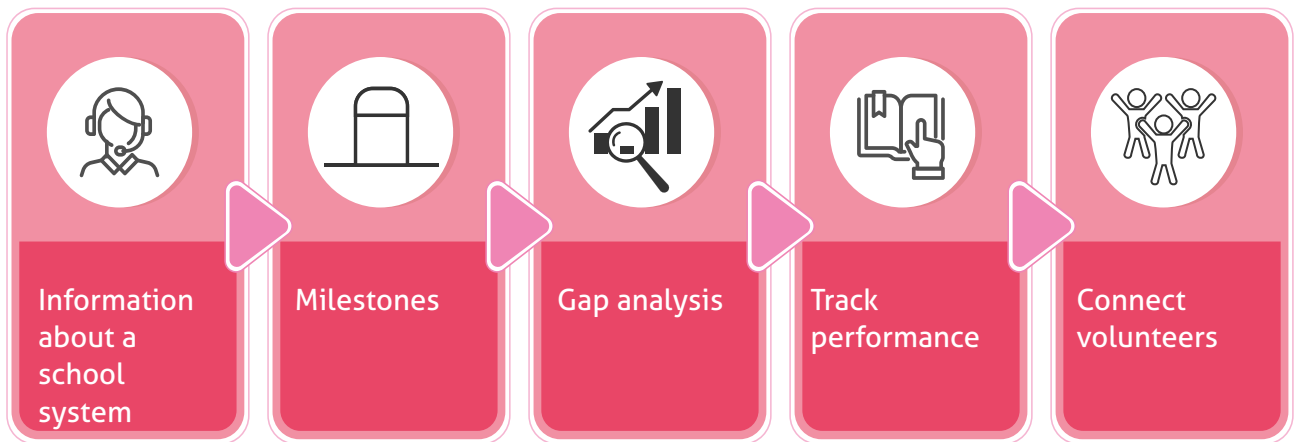 Information
about a
school
system
Milestones
Gap analysis
Track
performance
Connect
volunteers